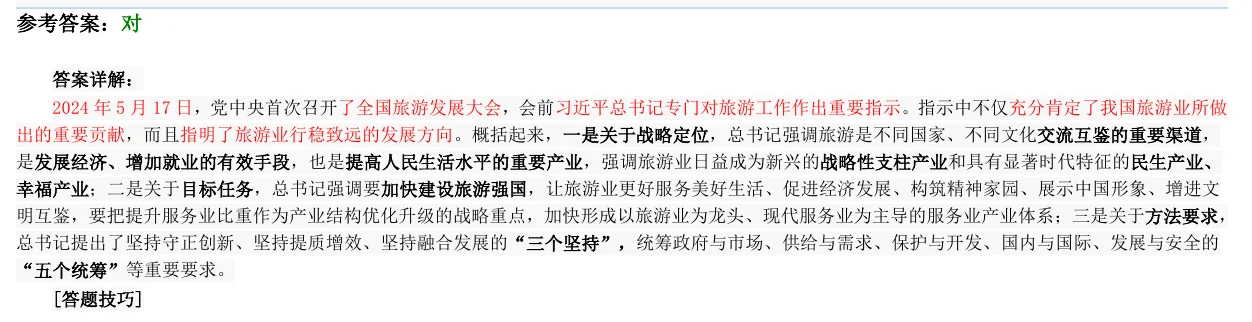 参考答案：对
答案详解：
2024 年 5 月 17 日，党中央首次召开了全国旅游发展大会，会前习近平总书记专门对旅游工作作出重要指示。指示中不仅充分肯定了我国旅游业所做
出的重要贡献，而且指明了旅游业行稳致远的发展方向。概括起来，一是关于战略定位，总书记强调旅游是不同国家、不同文化交流互鉴的重要渠道，
是发展经济、增加就业的有效手段，也是提高人民生活水平的重要产业，强调旅游业日益成为新兴的战略性支柱产业和具有显著时代特征的民生产业、
幸福产业；二是关于目标任务，总书记强调要加快建设旅游强国，让旅游业更好服务美好生活、促进经济发展、构筑精神家园、展示中国形象、增进文
明互鉴，要把提升服务业比重作为产业结构优化升级的战略重点，加快形成以旅游业为龙头、现代服务业为主导的服务业产业体系；三是关于方法要求，
总书记提出了坚持守正创新、坚持提质增效、坚持融合发展的“三个坚持”，统筹政府与市场、供给与需求、保护与开发、国内与国际、发展与安全的
“五个统筹”等重要要求。
[答题技巧]